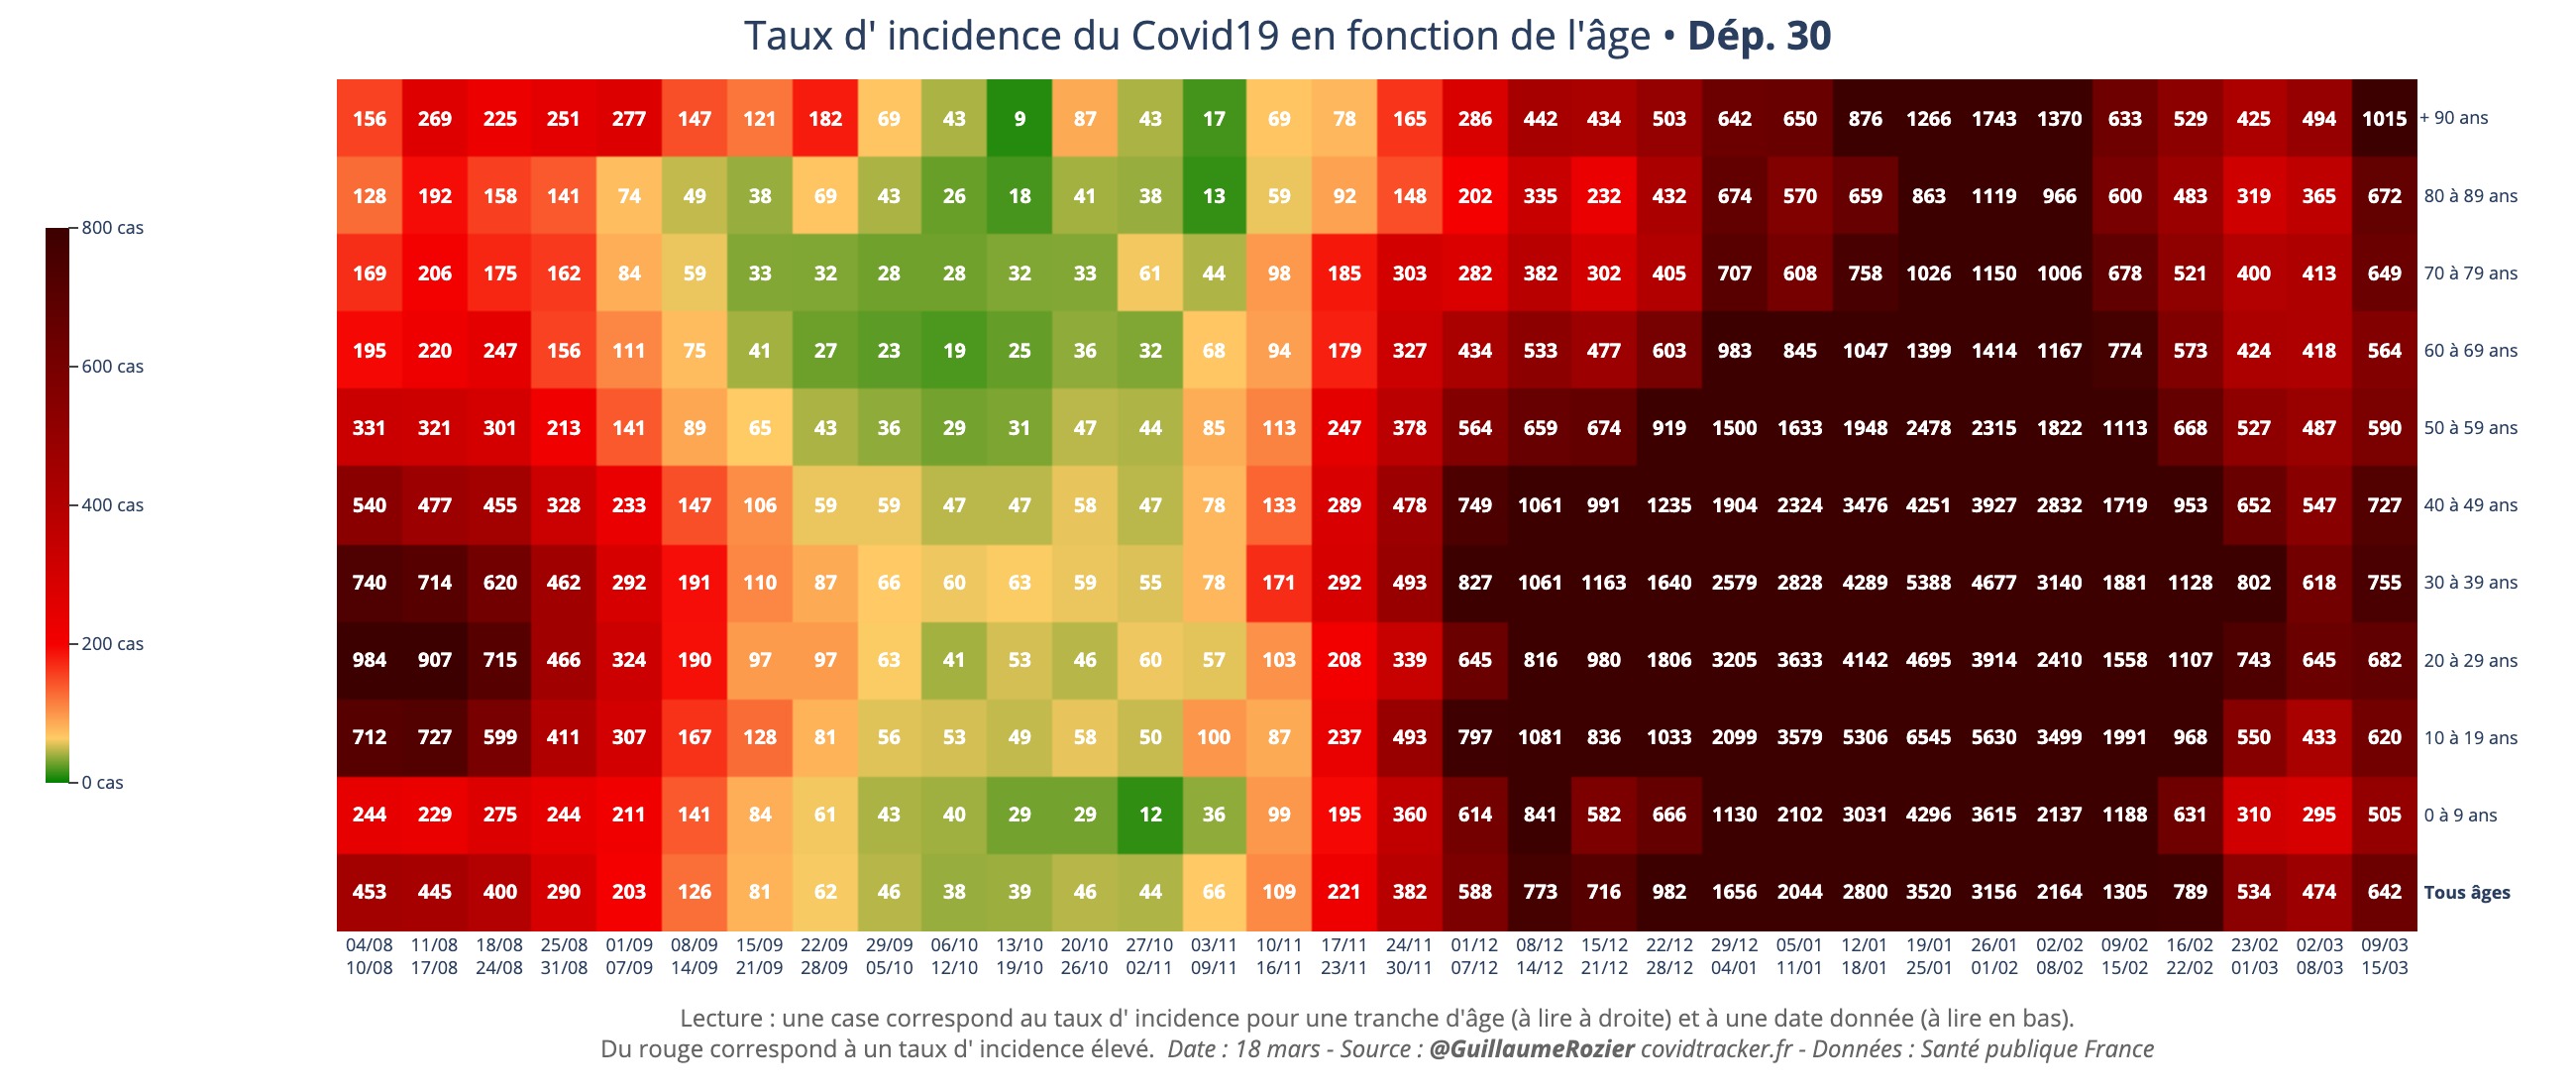 Taux d' incidence du Covid19 en fonction de l'âge • Dép. 30
156 269 225 251 277 147 121 182 69 43 9 87 43 17 69 78 165 286 442 434 503 642 650 876 1266 1743 1370 633 529 425 494 1015 + 90 ans
128 192 158 141 74 49 38 69 43 26 18 41 38 13 59 92 148 202 335 232 432 674 570 659 863 1119 966 600 483 319 365 672 80 à 89 ans
800 cas
169 206 175 162 84 59 33 32 28 28 32 33 61 44 98 185 303 282 382 302 405 707 608 758 1026 1150 1006 678 521 400 413 649 70 à 79 ans
195 220 247 156 111 75 41 27 23 19 25 36 32 68 94 179 327 434 533 477 603 983 845 1047 1399 1414 1167 774 573 424 418 564 60 à 69 ans
600 cas
331 321 301 213 141 89 65 43 36 29 31 47 44 85 113 247 378 564 659 674 919 1500 1633 1948 2478 2315 1822 1113 668 527 487 590 50 à 59 ans
400 cas
540 477 455 328 233 147 106 59 59 47 47 58 47 78 133 289 478 749 1061 991 1235 1904 2324 3476 4251 3927 2832 1719 953 652 547 727 40 à 49 ans
740 714 620 462 292 191 110 87 66 60 63 59 55 78 171 292 493 827 1061 1163 1640 2579 2828 4289 5388 4677 3140 1881 1128 802 618 755 30 à 39 ans
200 cas
984 907 715 466 324 190 97 97 63 41 53 46 60 57 103 208 339 645 816 980 1806 3205 3633 4142 4695 3914 2410 1558 1107 743 645 682 20 à 29 ans
712 727 599 411 307 167 128 81 56 53 49 58 50 100 87 237 493 797 1081 836 1033 2099 3579 5306 6545 5630 3499 1991 968 550 433 620 10 à 19 ans
0 cas
244 229 275 244 211 141 84 61 43 40 29 29 12 36 99 195 360 614 841 582 666 1130 2102 3031 4296 3615 2137 1188 631 310 295 505 0 à 9 ans
453 445 400 290 203 126 81 62 46 38 39 46 44 66 109 221 382 588 773 716 982 1656 2044 2800 3520 3156 2164 1305 789 534 474 642 Tous âges
04/08 11/08 18/08 25/08 01/09 08/09 15/09 22/09 29/09 06/10 13/10 20/10 27/10 03/11 10/11 17/11 24/11 01/12 08/12 15/12 22/12 29/12 05/01 12/01 19/01 26/01 02/02 09/02 16/02 23/02 02/03 09/03
10/08 17/08 24/08 31/08 07/09 14/09 21/09 28/09 05/10 12/10 19/10 26/10 02/11 09/11 16/11 23/11 30/11 07/12 14/12 21/12 28/12 04/01 11/01 18/01 25/01 01/02 08/02 15/02 22/02 01/03 08/03 15/03
Lecture : une case correspond au taux d' incidence pour une tranche d'âge (à lire à droite) et à une date donnée (à lire en bas).
Du rouge correspond à un taux d' incidence élevé. Date : 18 mars - Source : @GuillaumeRozier covidtracker.fr - Données : Santé publique France